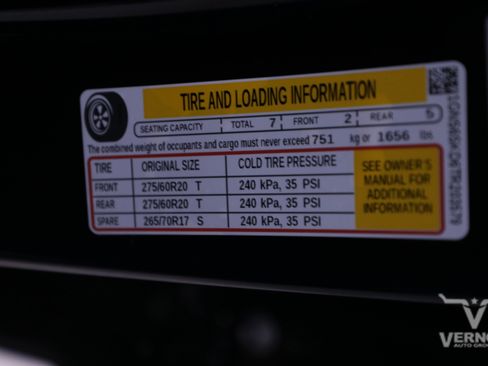 TIRE AND LOADING INFORMATION
SEATING CAPACITY TOTAL 7 FRONT 2 REAR 5
The combined weight of occupants and cargo must never exceed 751 kg or 1656 lbs
TIRE ORIGINAL SIZE COLD TIRE PRESSURE
FRONT 275/60R20 T 240 kPa, 35 PSI
REAR 275/60R20 T 240 kPa, 35 PSI
SPARE 265/70R17 S 240 kPa, 35 PSI
SEE OWNER'S
MANUAL FOR
ADDITIONAL
INFORMATION
AUTO GRO